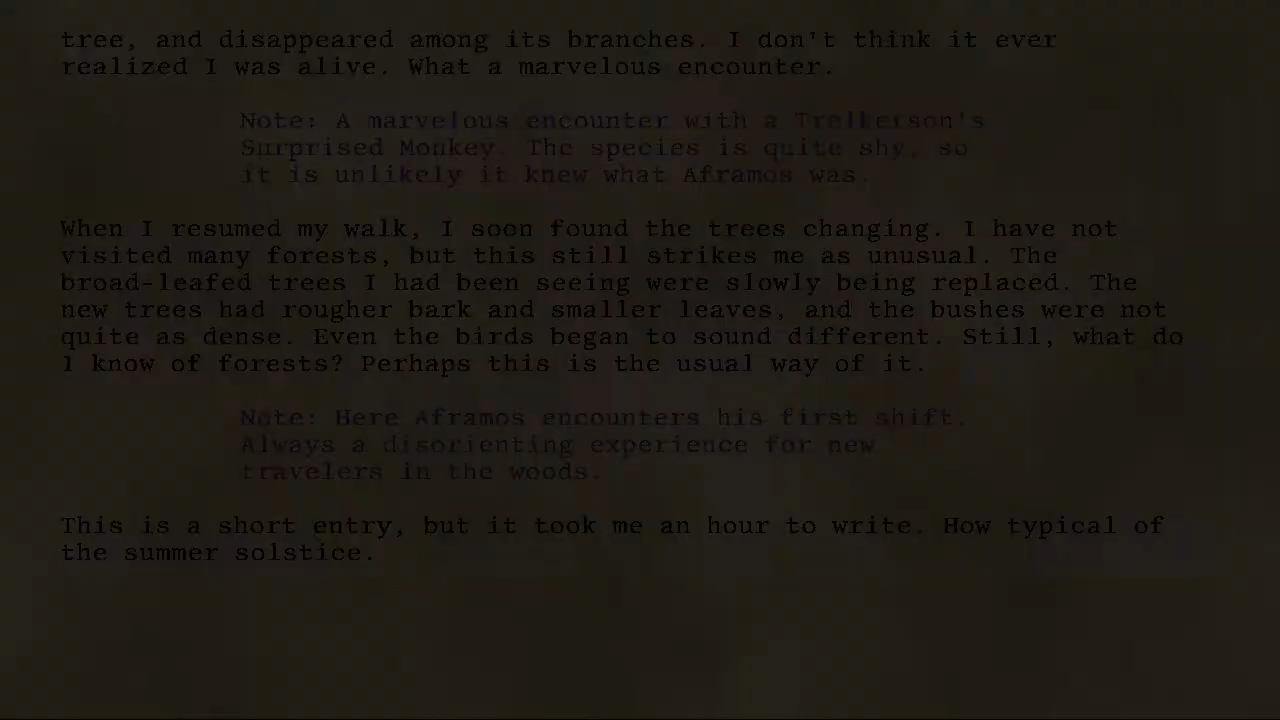 tree, and disappeared among its branches. I don't think it ever
realized I was alive. What a marvelous encounter.
Note: A marvelous encounter with a Trolkerson's
Surprised Monkey. The species is quite shy, so
it is unlikely it knew what Aframos was.
When I resumed my walk, I soon found the trees changing. I have not
visited many forests, but this still strikes me as unusual. The
broad-leafed trees I had been seeing were slowly being replaced. The
new trees had rougher bark and smaller leaves, and the bushes were not
quite as dense. Even the birds began to sound different. Still, what do
I know of forests? Perhaps this is the usual way of it.
Note: Here Aframos encounters his first shift.
Always a disorienting experience for new
travelers in the woods.
This is a short entry, but it took me an hour to write. How typical of
the summer solstice.